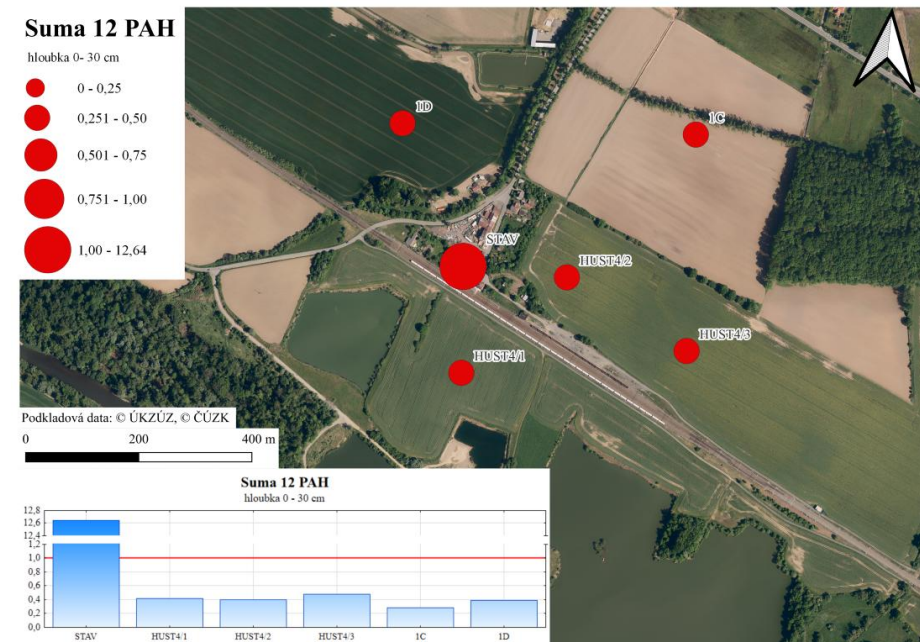 Suma 12 PAH
hloubka 0- 30 cm
0 - 0,25
0,251 - 0,50
0,501 - 0,75
0,751 - 1,00
1,00 - 12,64
1D
1C
STAV
HUST4/2
HUST4/3
HUST4/1
Podkladová data: © ÚKZÚZ, © ČÚZK
0 200 400 m
Suma 12 PAH
hloubka 0 - 30 cm
12,8
12,6
12,4
1,2
1,0
0,8
0,6
0,4
0,2
0,0
STAV HUST4/1 HUST4/2 HUST4/3 1C 1D